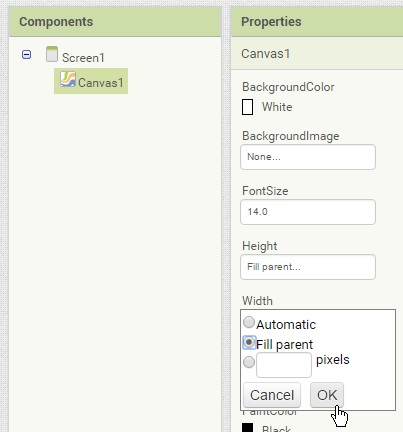 Components
Properties
Screen1
Canvas1
Canvas1
BackgroundColor
White
BackgroundImage
None...
FontSize
14.0
Height
Fill parent...
Width
Automatic
Fill parent
pixels
Cancel OK
PaintColor
Black